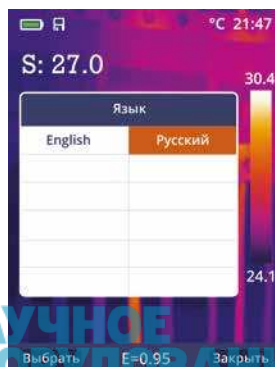 °C 21:47
S: 27.0
30.4
Язык
English Русский
24.1
Выбрать E=0.95 Закрыть